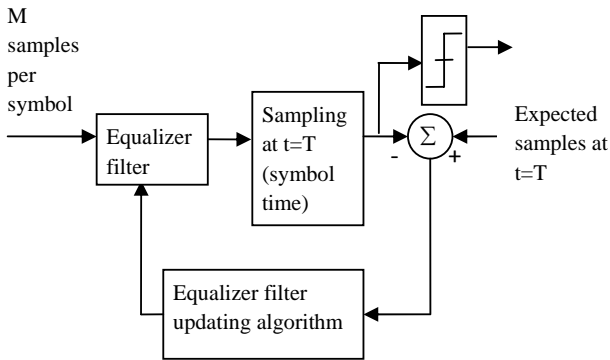 M
samples
per
symbol
Equalizer
filter
Sampling
at t=T
(symbol
time)
Σ
-
+
Expected
samples at
t=T
Equalizer filter
updating algorithm